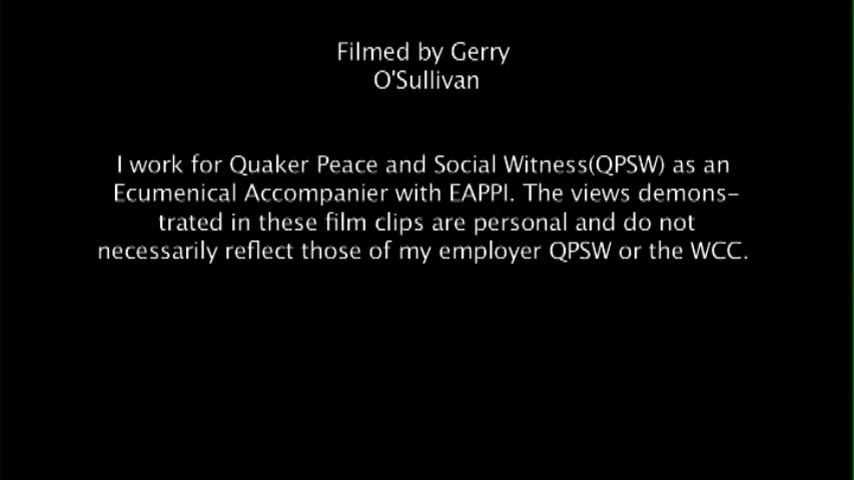 Filmed by Gerry
O'Sullivan
I work for Quaker Peace and Social Witness(QPSW) as an
Ecumenical Accompanier with EAPPI. The views demons-
trated in these film clips are personal and do not
necessarily reflect those of my employer QPSW or the WCC.